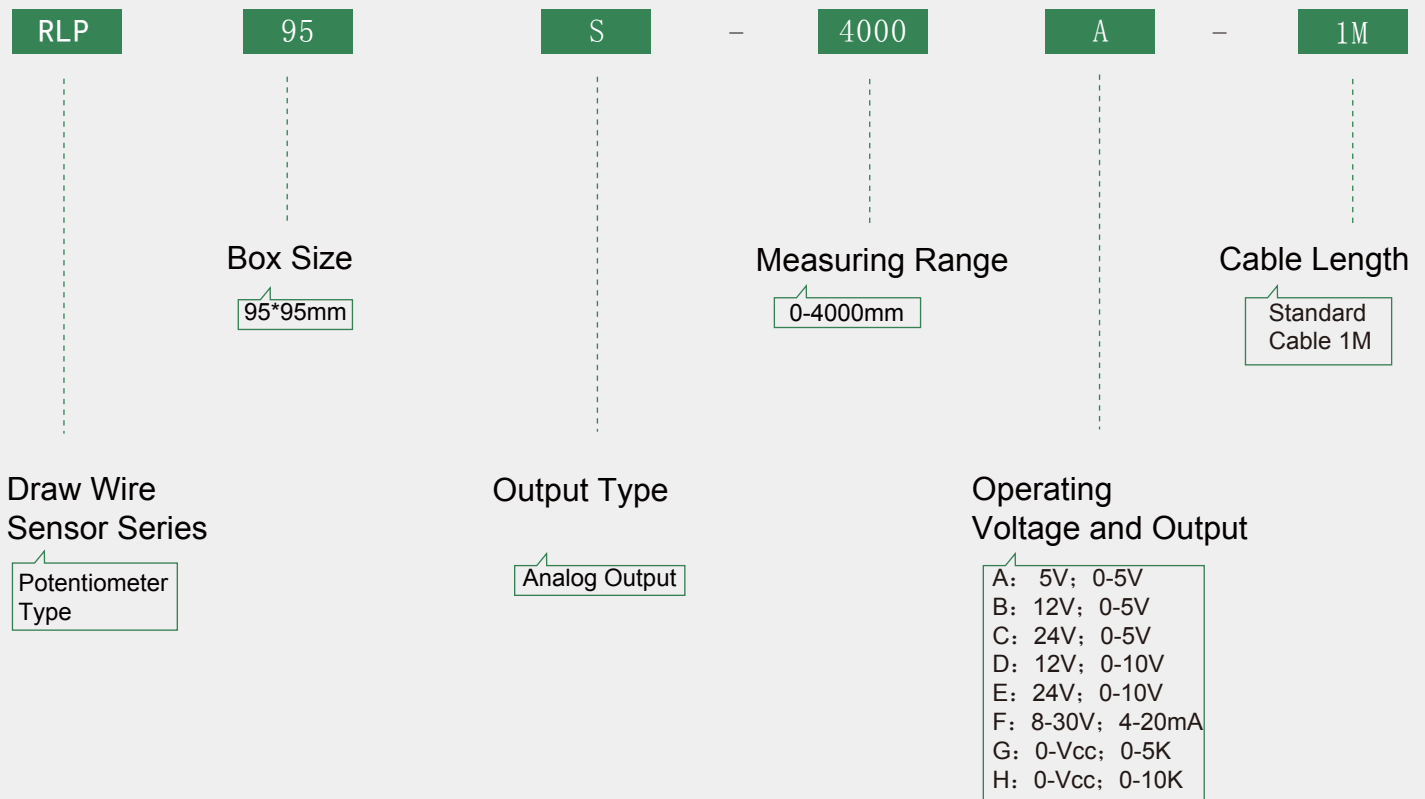 RLP 95 S - 4000 A - 1M
Box Size
95*95mm
Measuring Range
0-4000mm
Cable Length
Standard
Cable 1M
Draw Wire
Sensor Series
Potentiometer
Type
Output Type
Analog Output
Operating
Voltage and Output
A： 5V；0-5V
B：12V；0-5V
C：24V；0-5V
D：12V；0-10V
E：24V；0-10V
F：8-30V；4-20mA
G：0-Vcc；0-5K
H：0-Vcc；0-10K